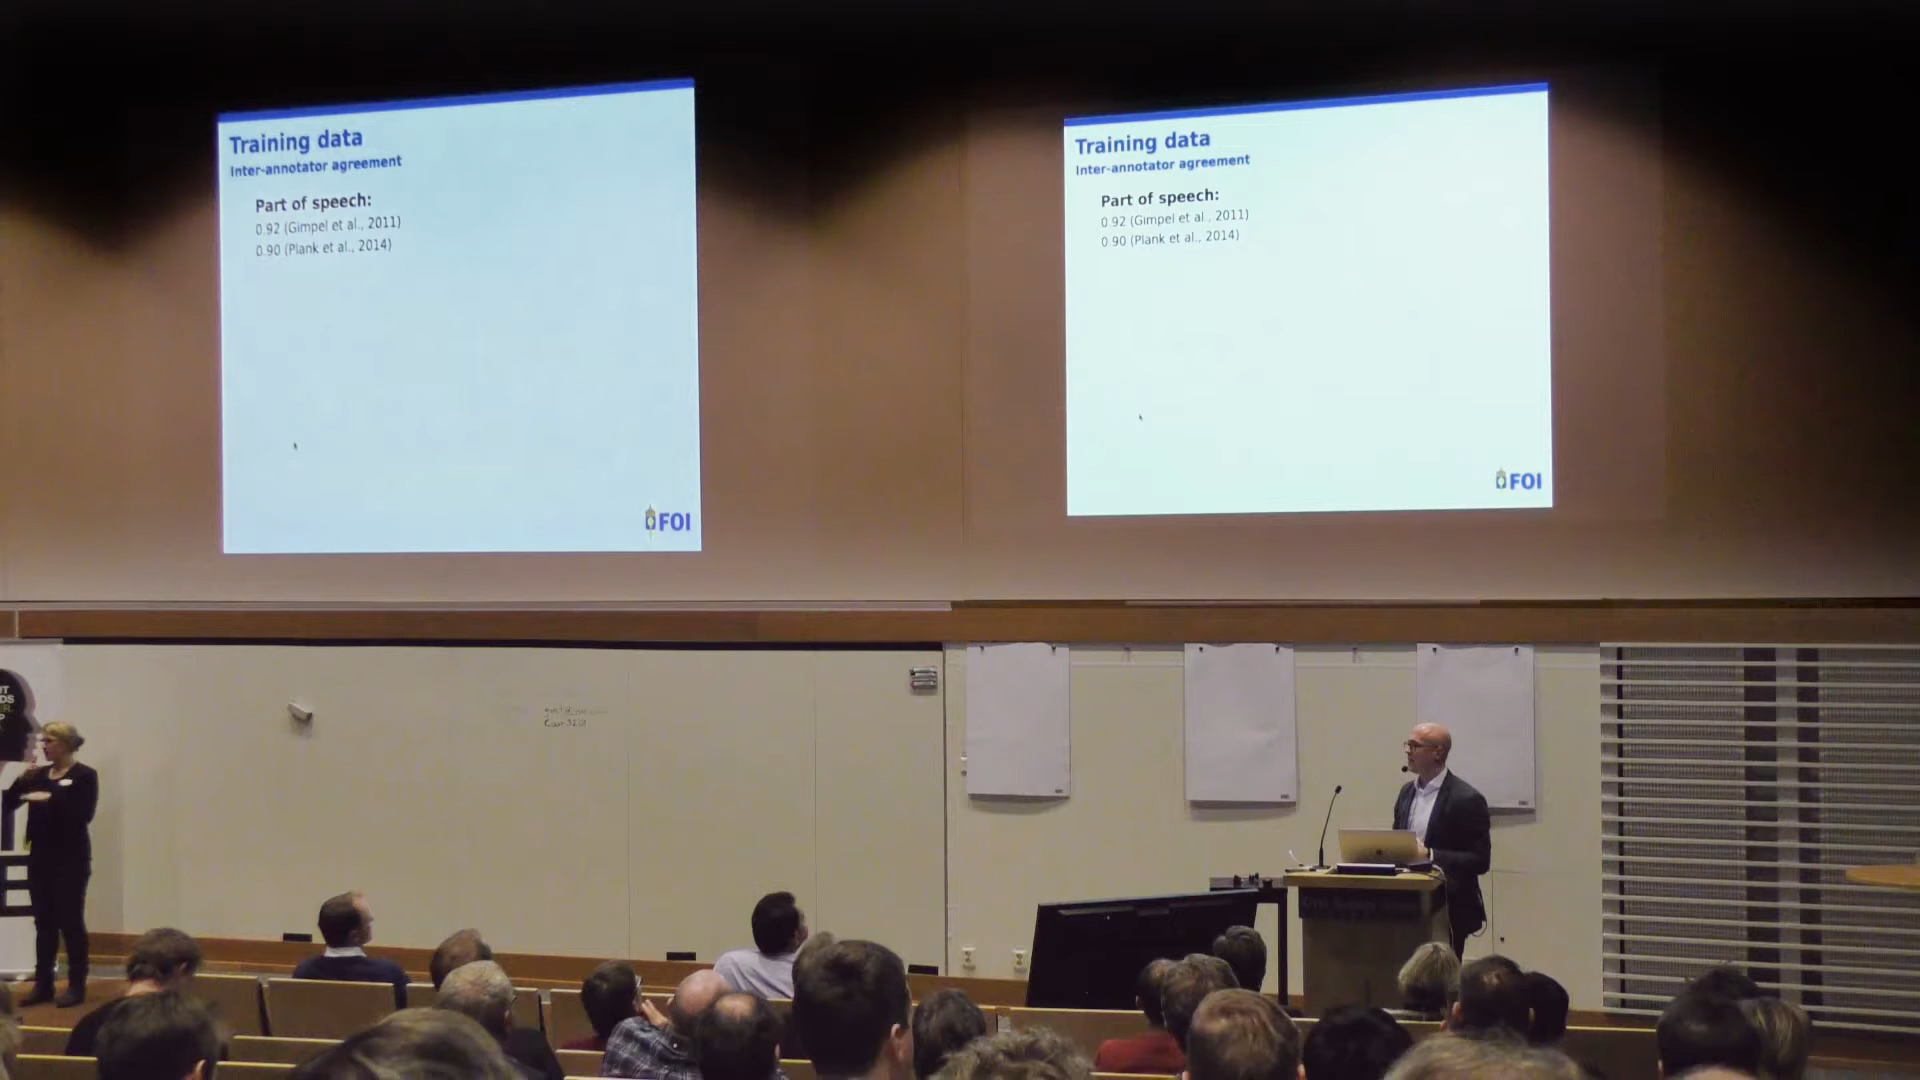 Training data
Inter-annotator agreement
Part of speech:
0.92 (Gimpel et al., 2011)
0.90 (Plank et al., 2014)
FOI
Training data
Inter-annotator agreement
Part of speech:
0.92 (Gimpel et al., 2011)
0.90 (Plank et al., 2014)
FOI